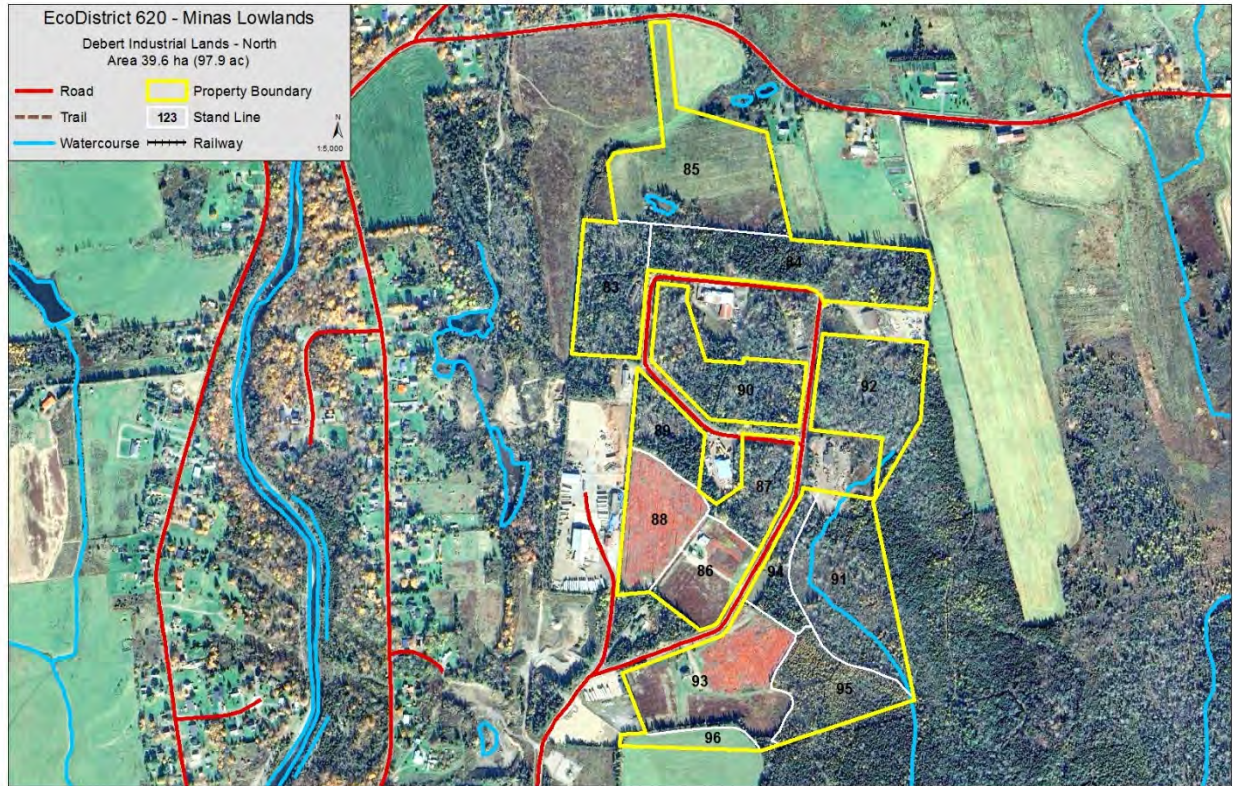 EcoDistrict 620 - Minas Lowlands
Debert Industrial Lands - North
Area 39.6 ha (97.9 ac)
Road
Property Boundary
Trail
123 Stand Line
Watercourse
Railway
N
1:5,000
85
84
83
90
92
89
87
88
86
94
91
93
95
96